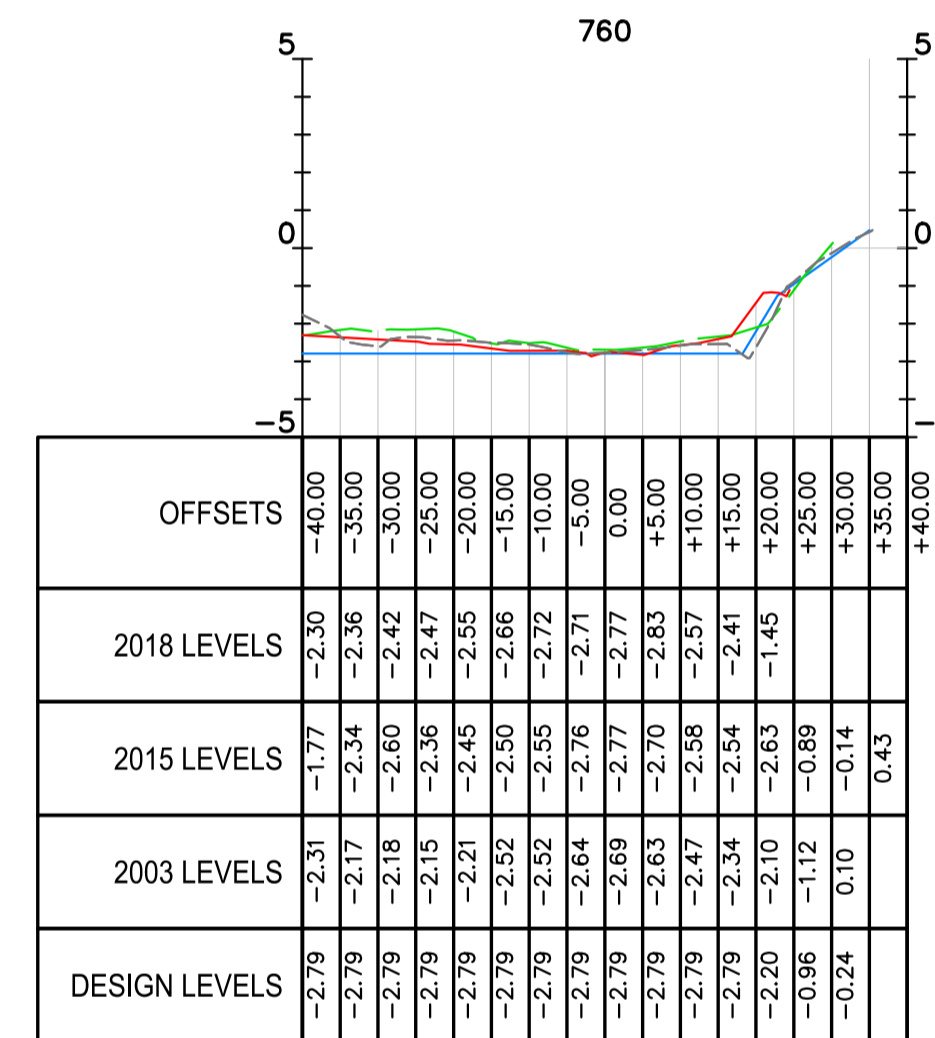 760
5 5
0 0
−5 −
OFFSETS −40.00 −35.00 −30.00 −25.00 −20.00 −15.00 −10.00 −5.00 0.00 +5.00 +10.00 +15.00 +20.00 +25.00 +30.00 +35.00 +40.00
2018 LEVELS −2.30 −2.36 −2.42 −2.47 −2.55 −2.66 −2.72 −2.71 −2.77 −2.83 −2.57 −2.41 −1.45
2015 LEVELS −1.77 −2.34 −2.60 −2.36 −2.45 −2.50 −2.55 −2.76 −2.77 −2.70 −2.58 −2.54 −2.63 −0.89 −0.14 0.43
2003 LEVELS −2.31 −2.17 −2.18 −2.15 −2.21 −2.52 −2.52 −2.64 −2.69 −2.63 −2.47 −2.34 −2.10 −1.12 0.10
DESIGN LEVELS −2.79 −2.79 −2.79 −2.79 −2.79 −2.79 −2.79 −2.79 −2.79 −2.79 −2.79 −2.79 −2.20 −0.96 −0.24